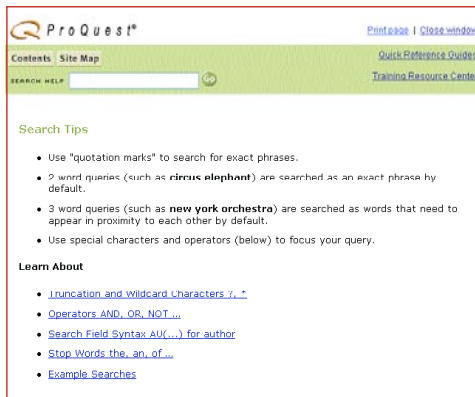 ProQuest®
Print page | Close window
Contents Site Map
Quick Reference Guides
SEARCH HELP
Training Resource Center
Search Tips
• Use "quotation marks" to search for exact phrases.
• 2 word queries (such as circus elephant) are searched as an exact phrase by
default.
• 3 word queries (such as new york orchestra) are searched as words that need to
appear in proximity to each other by default.
• Use special characters and operators (below) to focus your query.
Learn About
• Truncation and Wildcard Characters ?, *
• Operators AND, OR, NOT ...
• Search Field Syntax AU(...) for author
• Stop Words the, an, of ...
• Example Searches